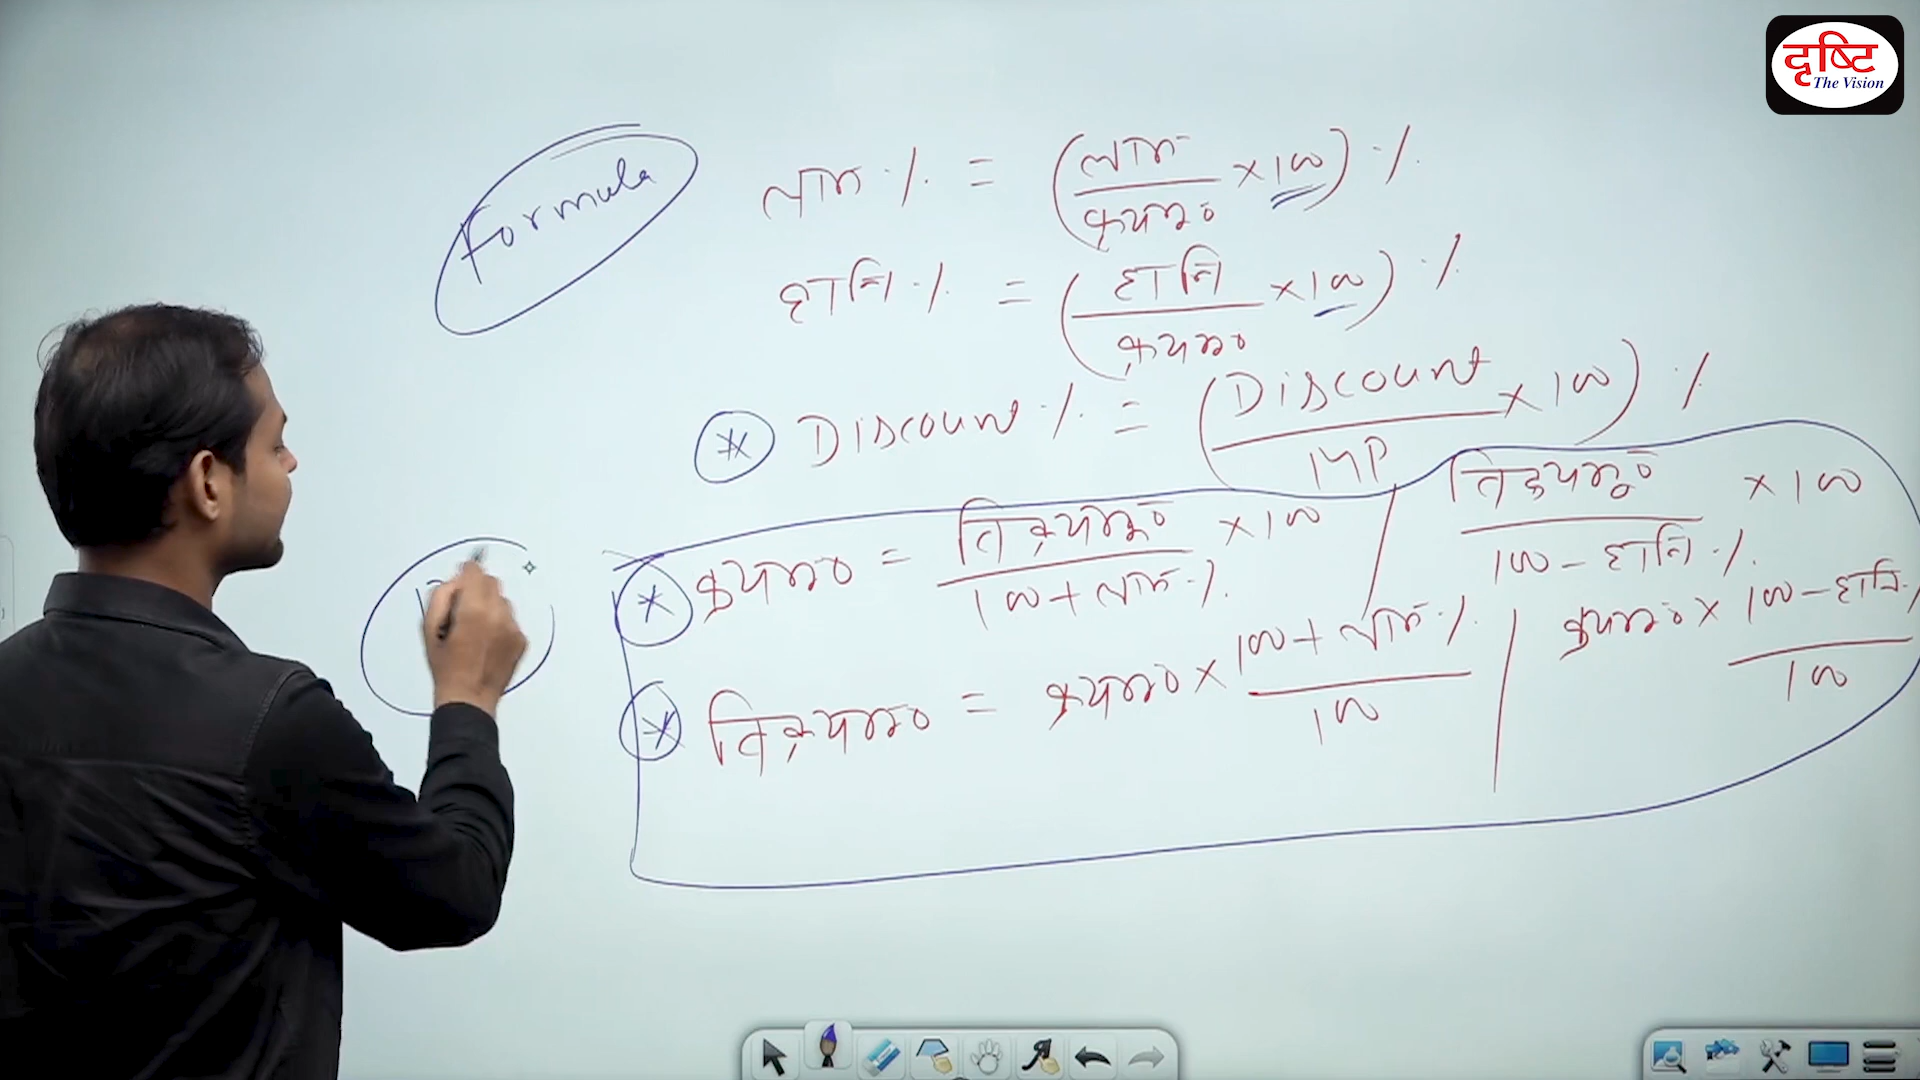 दृष्टि
The Vision
Formula
लाभ % = (लाभ / क्रयमू० × 100) %
हानि % = (हानि / क्रयमू० × 100) %
* Discount % = (Discount / MP × 100) %
* क्रयमू० = विक्रयमू० × 100 / 100 + लाभ % | विक्रयमू० × 100 / 100 - हानि %
* विक्रयमू० = क्रयमू० × 100 + लाभ % / 100 | क्रयमू० × 100 - हानि % / 100